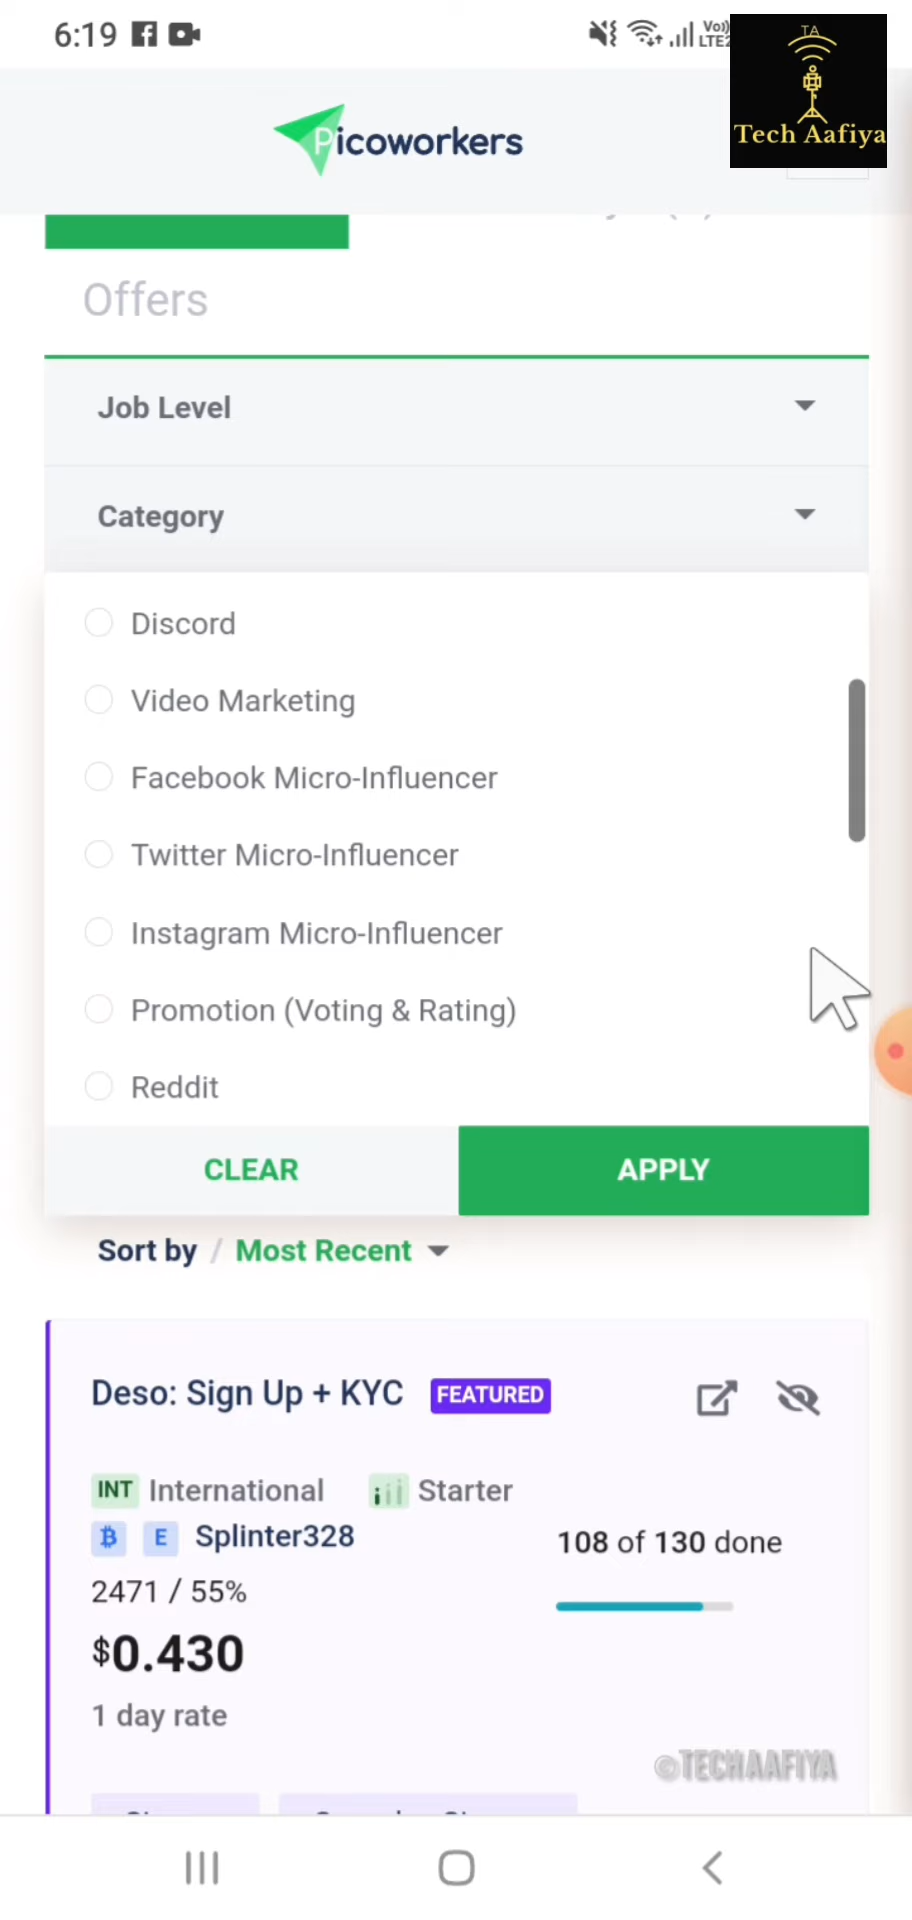 6:19
Vo))
LTE2
TA
Tech Aafiya
Picoworkers
Offers
Job Level
Category
Discord
Video Marketing
Facebook Micro-Influencer
Twitter Micro-Influencer
Instagram Micro-Influencer
Promotion (Voting & Rating)
Reddit
CLEAR
APPLY
Sort by / Most Recent
Deso: Sign Up + KYC FEATURED
INT International Starter
E Splinter328
108 of 130 done
2471 / 55%
$0.430
1 day rate
©TECHAAFIYA